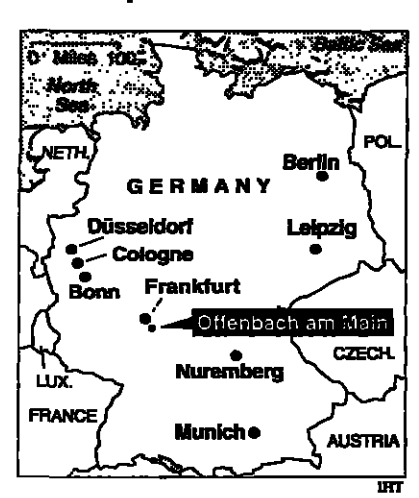 Baltic Sea
0 Miles 100
North
Sea
NETH.
POL.
Berlin
GERMANY
Düsseldorf
Leipzig
Cologne
Bonn
Frankfurt
Offenbach am Main
CZECH.
Nuremberg
LUX.
FRANCE
Munich
AUSTRIA
IHT